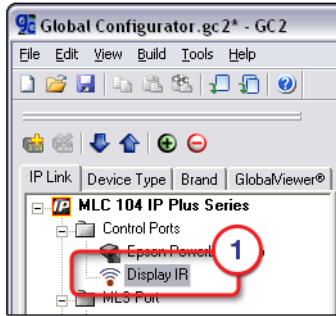 Global Configurator.gc2* - GC2
File Edit View Build Tools Help
IP Link Device Type Brand GlobalViewer®
IP MLC 104 IP Plus Series
Control Ports
Epson
1
Display IR
MLS Port